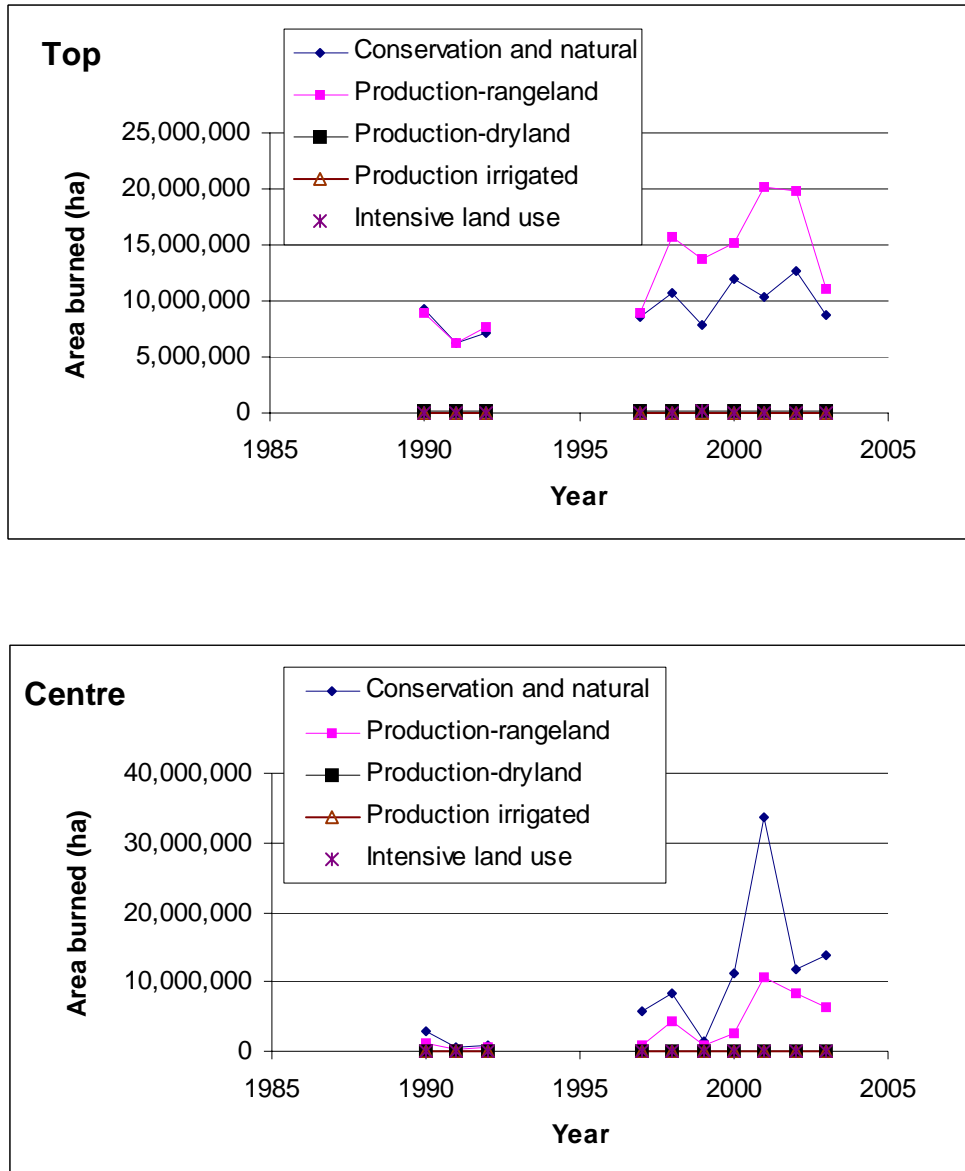 Top
Conservation and natural
Production-rangeland
Production-dryland
Production irrigated
Intensive land use
25,000,000
20,000,000
15,000,000
10,000,000
5,000,000
0
Area burned (ha)
1985 1990 1995 2000 2005
Year
Centre
Conservation and natural
Production-rangeland
Production-dryland
Production irrigated
Intensive land use
40,000,000
30,000,000
20,000,000
10,000,000
0
Area burned (ha)
1985 1990 1995 2000 2005
Year